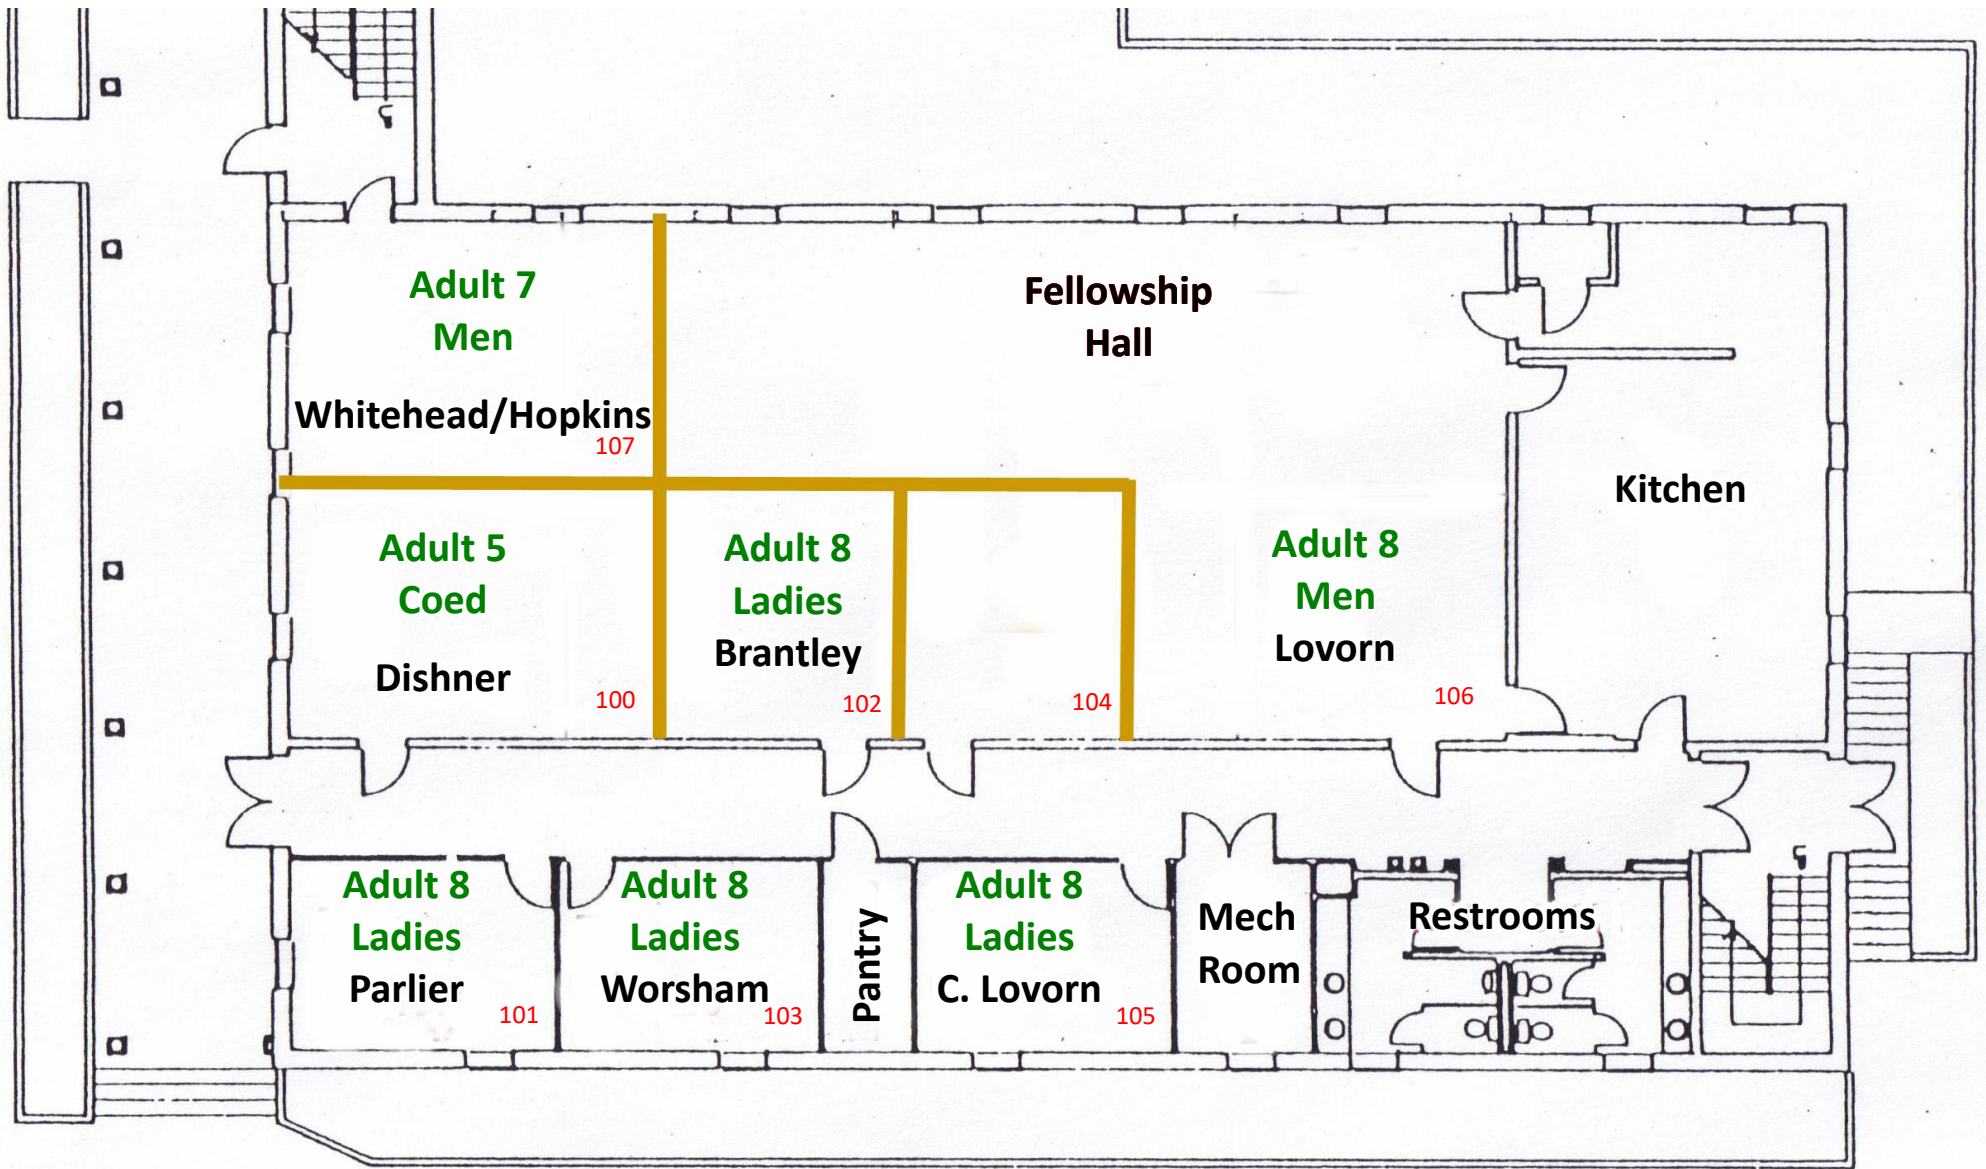 Adult 7
Men
Whitehead/Hopkins
107
Fellowship
Hall
Kitchen
Adult 5
Coed
Dishner
100
Adult 8
Ladies
Brantley
102
104
Adult 8
Men
Lovorn
106
Adult 8
Ladies
Parlier
101
Adult 8
Ladies
Worsham
103
Pantry
Adult 8
Ladies
C. Lovorn
105
Mech
Room
Restrooms